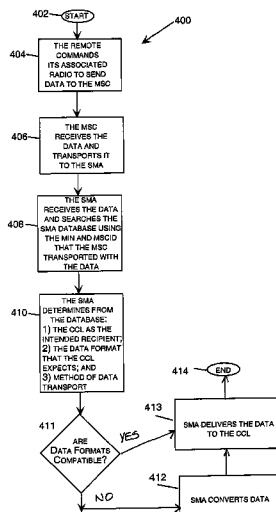 402
START
400
404
THE REMOTE
COMMANDS
ITS ASSOCIATED
RADIO TO SEND
DATA TO THE MSC
406
THE MSC
RECEIVES THE
DATA AND
TRANSPORTS IT
TO THE SMA
408
THE SMA
RECEIVES THE DATA
AND SEARCHES THE
SMA DATABASE USING
THE MIN AND MSCID
THAT THE MSC
TRANSPORTED WITH
THE DATA
410
THE SMA
DETERMINES FROM
THE DATABASE:
1) THE CCL AS THE
INTENDED RECIPIENT;
2) THE DATA FORMAT
THAT THE CCL
EXPECTS; AND
3) METHOD OF DATA
TRANSPORT
411
ARE
DATA FORMATS
COMPATIBLE?
YES
NO
412
SMA CONVERTS DATA
413
SMA DELIVERS THE DATA
TO THE CCL
414
END